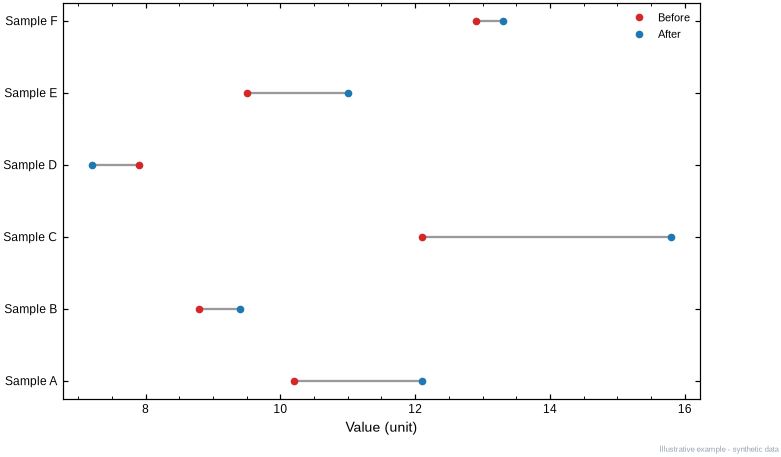 Sample F
Before
After
Sample E
Sample D
Sample C
Sample B
Sample A
8 10 12 14 16
Value (unit)
Illustrative example - synthetic data